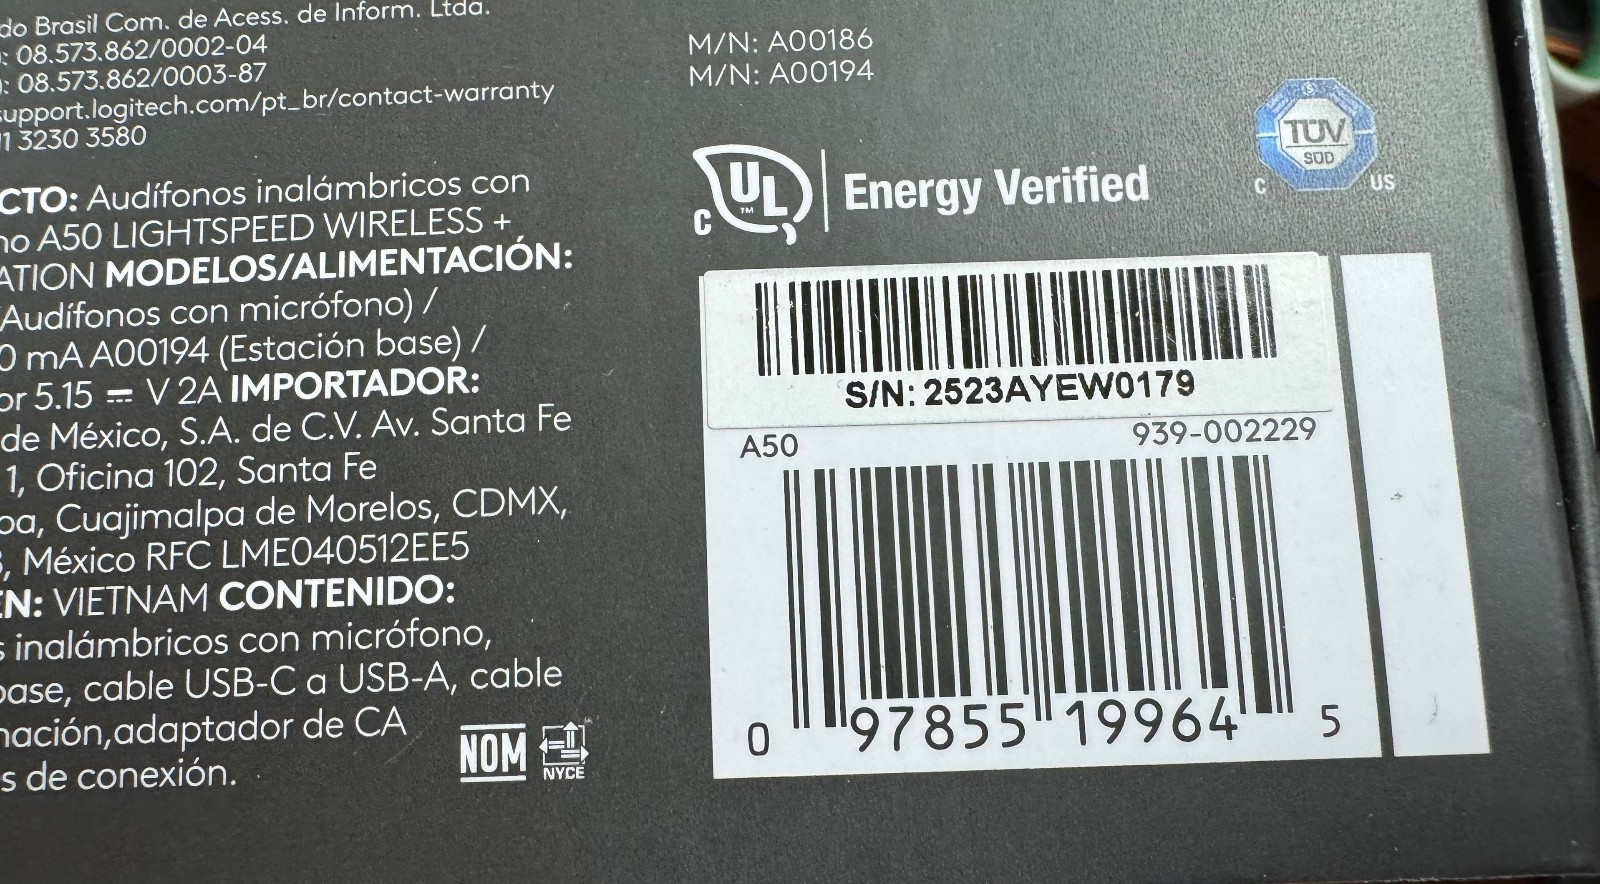 do Brasil Com. de Acess. de Inform. Ltda.
: 08.573.862/0002-04
: 08.573.862/0003-87
support.logitech.com/pt_br/contact-warranty
11 3230 3580
CTO: Audífonos inalámbricos con
no A50 LIGHTSPEED WIRELESS +
ATION MODELOS/ALIMENTACIÓN:
(Audífonos con micrófono) /
0 mA A00194 (Estación base) /
or 5.15 ⎓ V 2A IMPORTADOR:
de México, S.A. de C.V. Av. Santa Fe
1, Oficina 102, Santa Fe
pa, Cuajimalpa de Morelos, CDMX,
, México RFC LME040512EE5
EN: VIETNAM CONTENIDO:
s inalámbricos con micrófono,
base, cable USB-C a USB-A, cable
mación,adaptador de CA
s de conexión.
NOM
NYCE
M/N: A00186
M/N: A00194
C UL ™ Energy Verified
TÜV
SÜD
C US
S/N: 2523AYEW0179
A50 939-002229
0 97855 19964 5